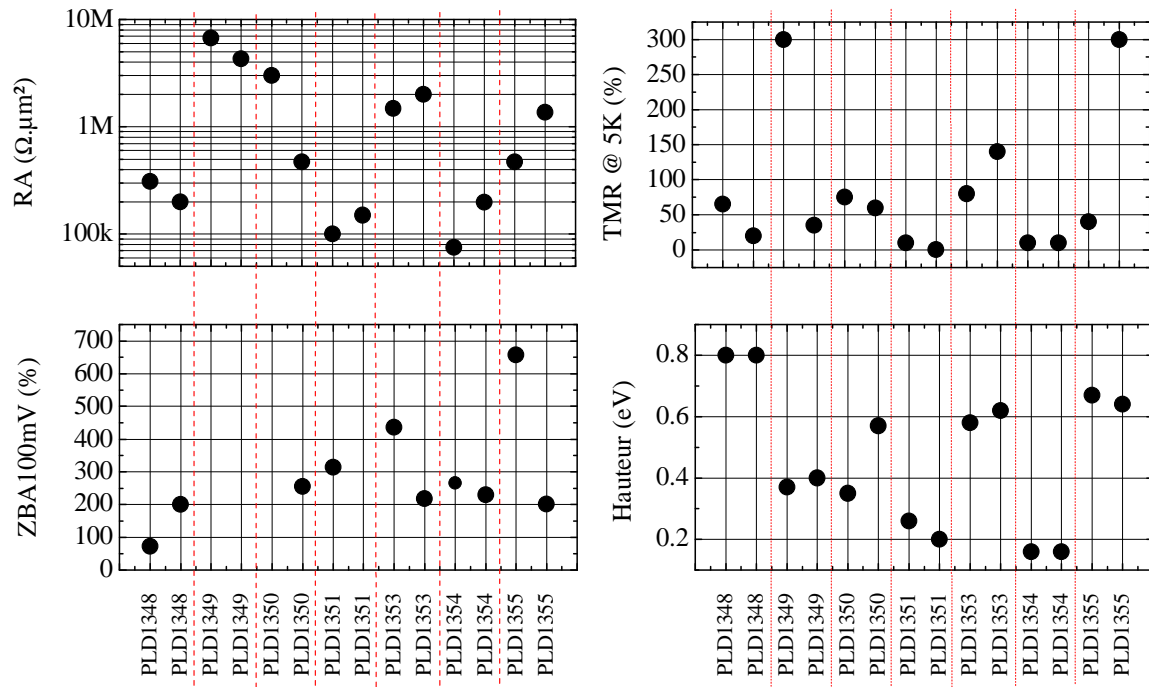 RA (Ω.µm²)
10M
1M
100k
TMR @ 5K (%)
300
250
200
150
100
50
0
ZBA100mV (%)
700
600
500
400
300
200
100
0
Hauteur (eV)
0.8
0.6
0.4
0.2
PLD1348
PLD1348
PLD1349
PLD1349
PLD1350
PLD1350
PLD1351
PLD1351
PLD1353
PLD1353
PLD1354
PLD1354
PLD1355
PLD1355
PLD1348
PLD1348
PLD1349
PLD1349
PLD1350
PLD1350
PLD1351
PLD1351
PLD1353
PLD1353
PLD1354
PLD1354
PLD1355
PLD1355